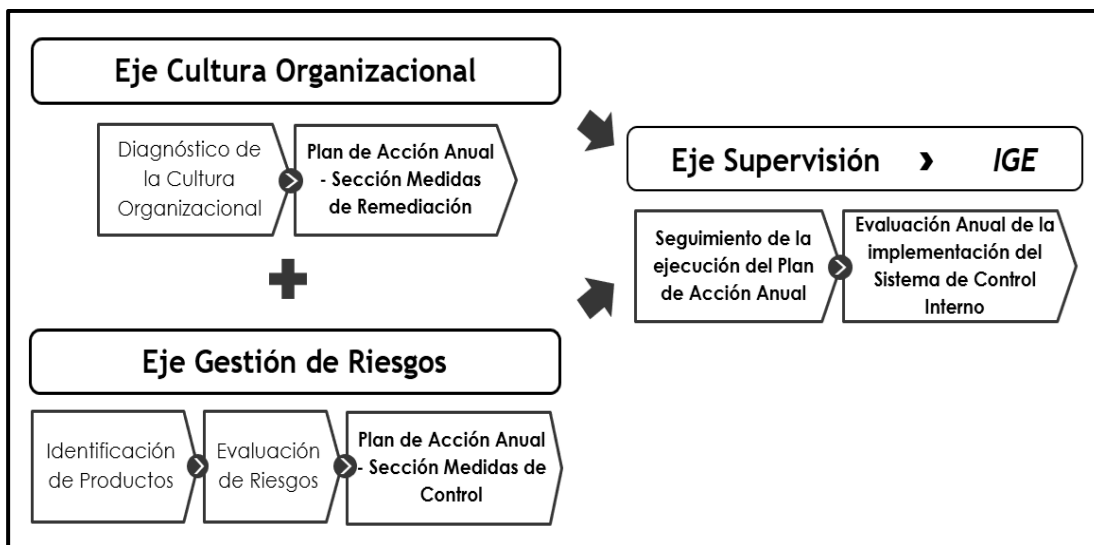 Eje Cultura Organizacional
Diagnóstico de
la Cultura
Organizacional
Plan de Acción Anual
- Sección Medidas
de Remediación
Eje Gestión de Riesgos
Identificación
de Productos
Evaluación
de Riesgos
Plan de Acción Anual
- Sección Medidas de
Control
Eje Supervisión › IGE
Seguimiento de la
ejecución del Plan
de Acción Anual
Evaluación Anual de la
implementación del
Sistema de Control
Interno